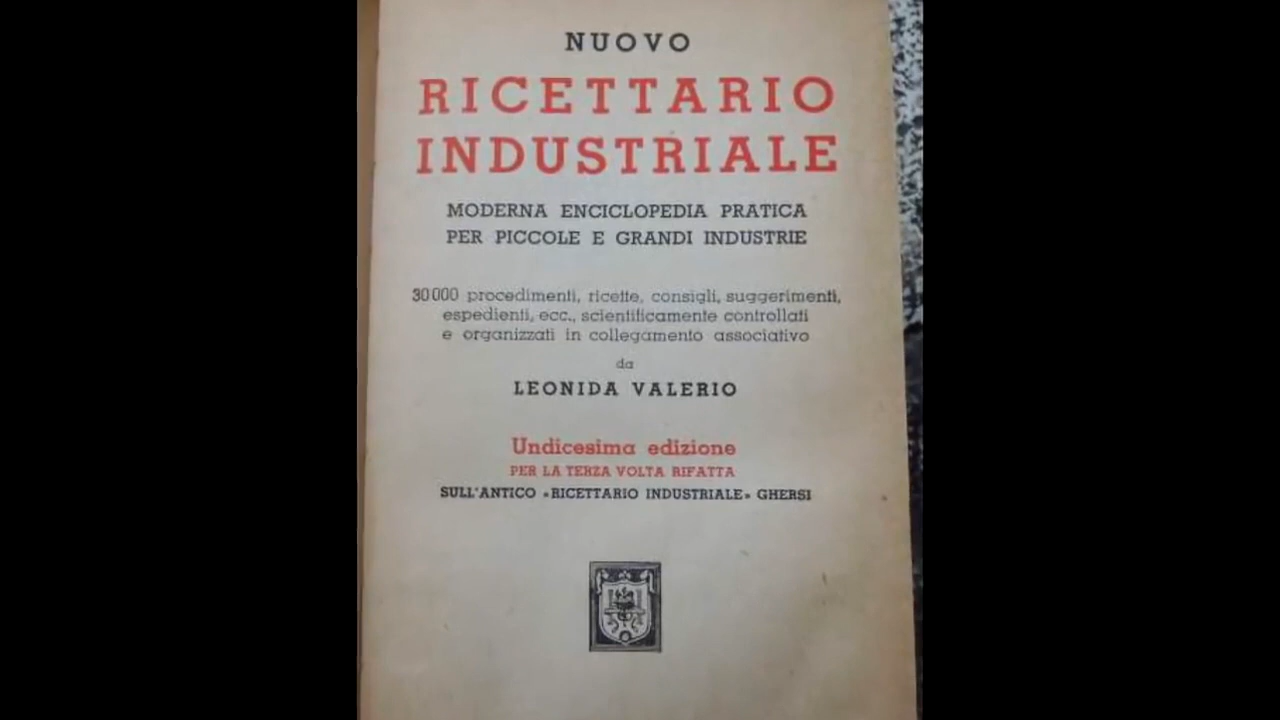 NUOVO
RICETTARIO
INDUSTRIALE
MODERNA ENCICLOPEDIA PRATICA
PER PICCOLE E GRANDI INDUSTRIE
30000 procedimenti, ricette, consigli, suggerimenti,
espedienti, ecc., scientificamente controllati
e organizzati in collegamento associativo
da
LEONIDA VALERIO
Undicesima edizione
PER LA TERZA VOLTA RIFATTA
SULL'ANTICO «RICETTARIO INDUSTRIALE» GHERSI